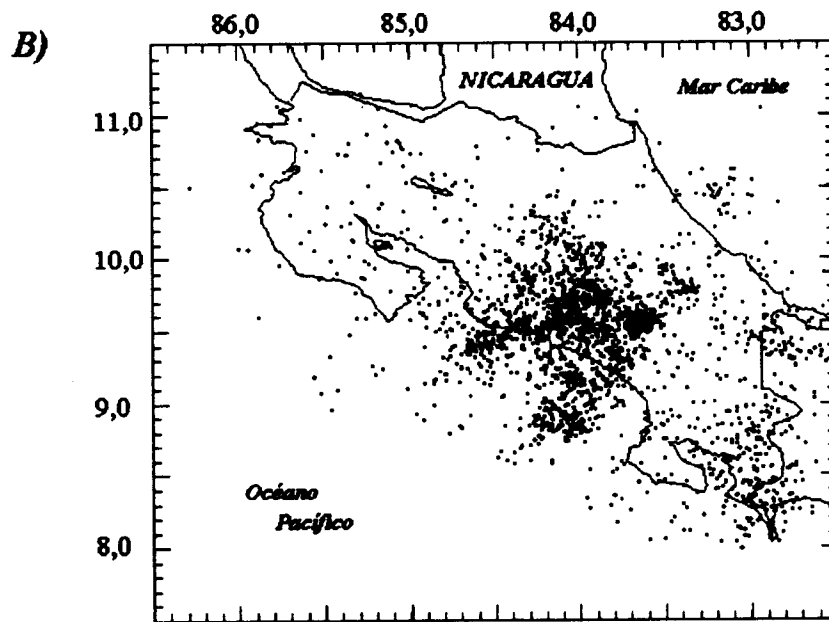 B)
86,0 85,0 84,0 83,0
NICARAGUA
Mar Caribe
11,0
10,0
9,0
Océano
Pacífico
8,0